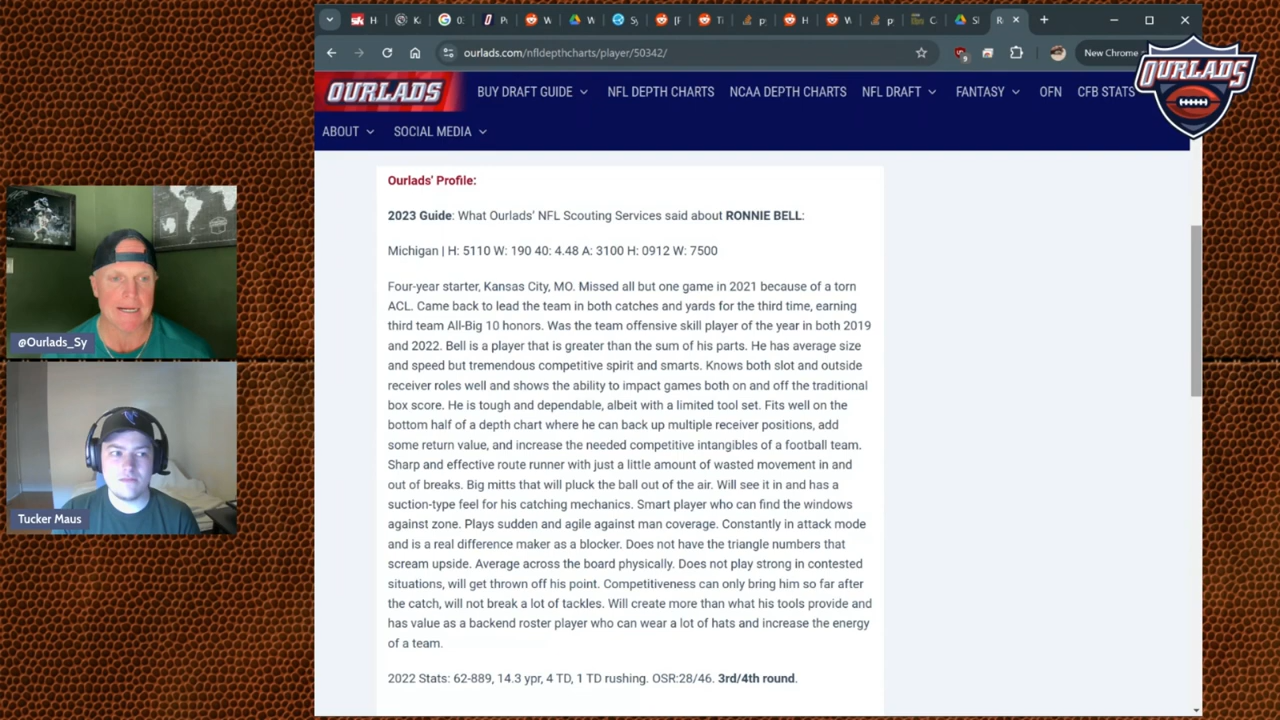 ourlads.com/nfldepthcharts/player/50342/
New Chrome
OURLADS
BUY DRAFT GUIDE
NFL DEPTH CHARTS
NCAA DEPTH CHARTS
NFL DRAFT
FANTASY
OFN
CFB STATS
ABOUT
SOCIAL MEDIA
OURLADS
Ourlads' Profile:
2023 Guide: What Ourlads' NFL Scouting Services said about RONNIE BELL:
Michigan | H: 5110 W: 190 40: 4.48 A: 3100 H: 0912 W: 7500
Four-year starter, Kansas City, MO. Missed all but one game in 2021 because of a torn
ACL. Came back to lead the team in both catches and yards for the third time, earning
third team All-Big 10 honors. Was the team offensive skill player of the year in both 2019
and 2022. Bell is a player that is greater than the sum of his parts. He has average size
and speed but tremendous competitive spirit and smarts. Knows both slot and outside
receiver roles well and shows the ability to impact games both on and off the traditional
box score. He is tough and dependable, albeit with a limited tool set. Fits well on the
bottom half of a depth chart where he can back up multiple receiver positions, add
some return value, and increase the needed competitive intangibles of a football team.
Sharp and effective route runner with just a little amount of wasted movement in and
out of breaks. Big mitts that will pluck the ball out of the air. Will see it in and has a
suction-type feel for his catching mechanics. Smart player who can find the windows
against zone. Plays sudden and agile against man coverage. Constantly in attack mode
and is a real difference maker as a blocker. Does not have the triangle numbers that
scream upside. Average across the board physically. Does not play strong in contested
situations, will get thrown off his point. Competitiveness can only bring him so far after
the catch, will not break a lot of tackles. Will create more than what his tools provide and
has value as a backend roster player who can wear a lot of hats and increase the energy
of a team.
2022 Stats: 62-889, 14.3 ypr, 4 TD, 1 TD rushing. OSR:28/46. 3rd/4th round.
@Ourlads_Sy
Tucker Maus